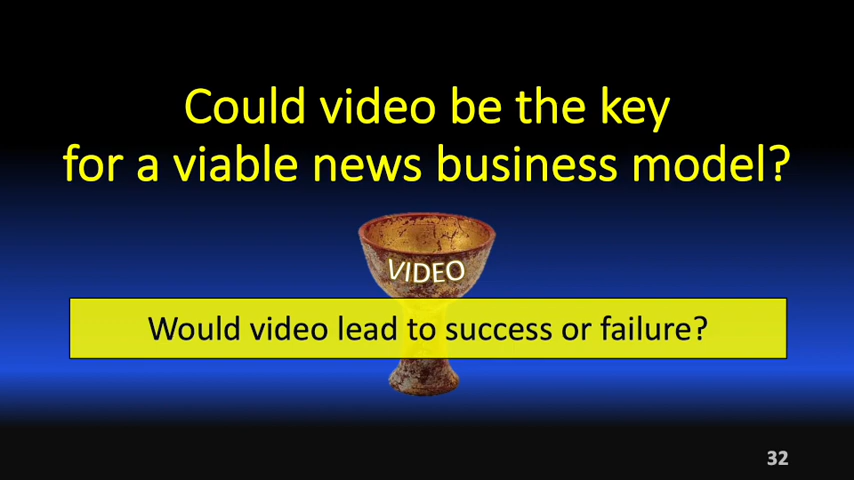 Could video be the key
for a viable news business model?
VIDEO
Would video lead to success or failure?
32